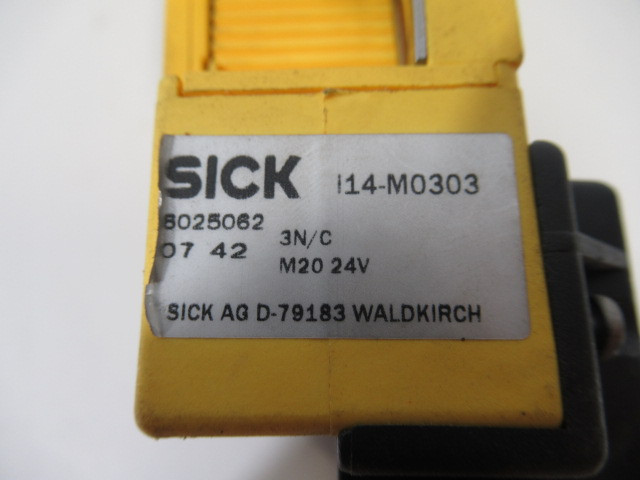 SICK I14-M0303
6025062
07 42 3N/C
M20 24V
SICK AG D-79183 WALDKIRCH